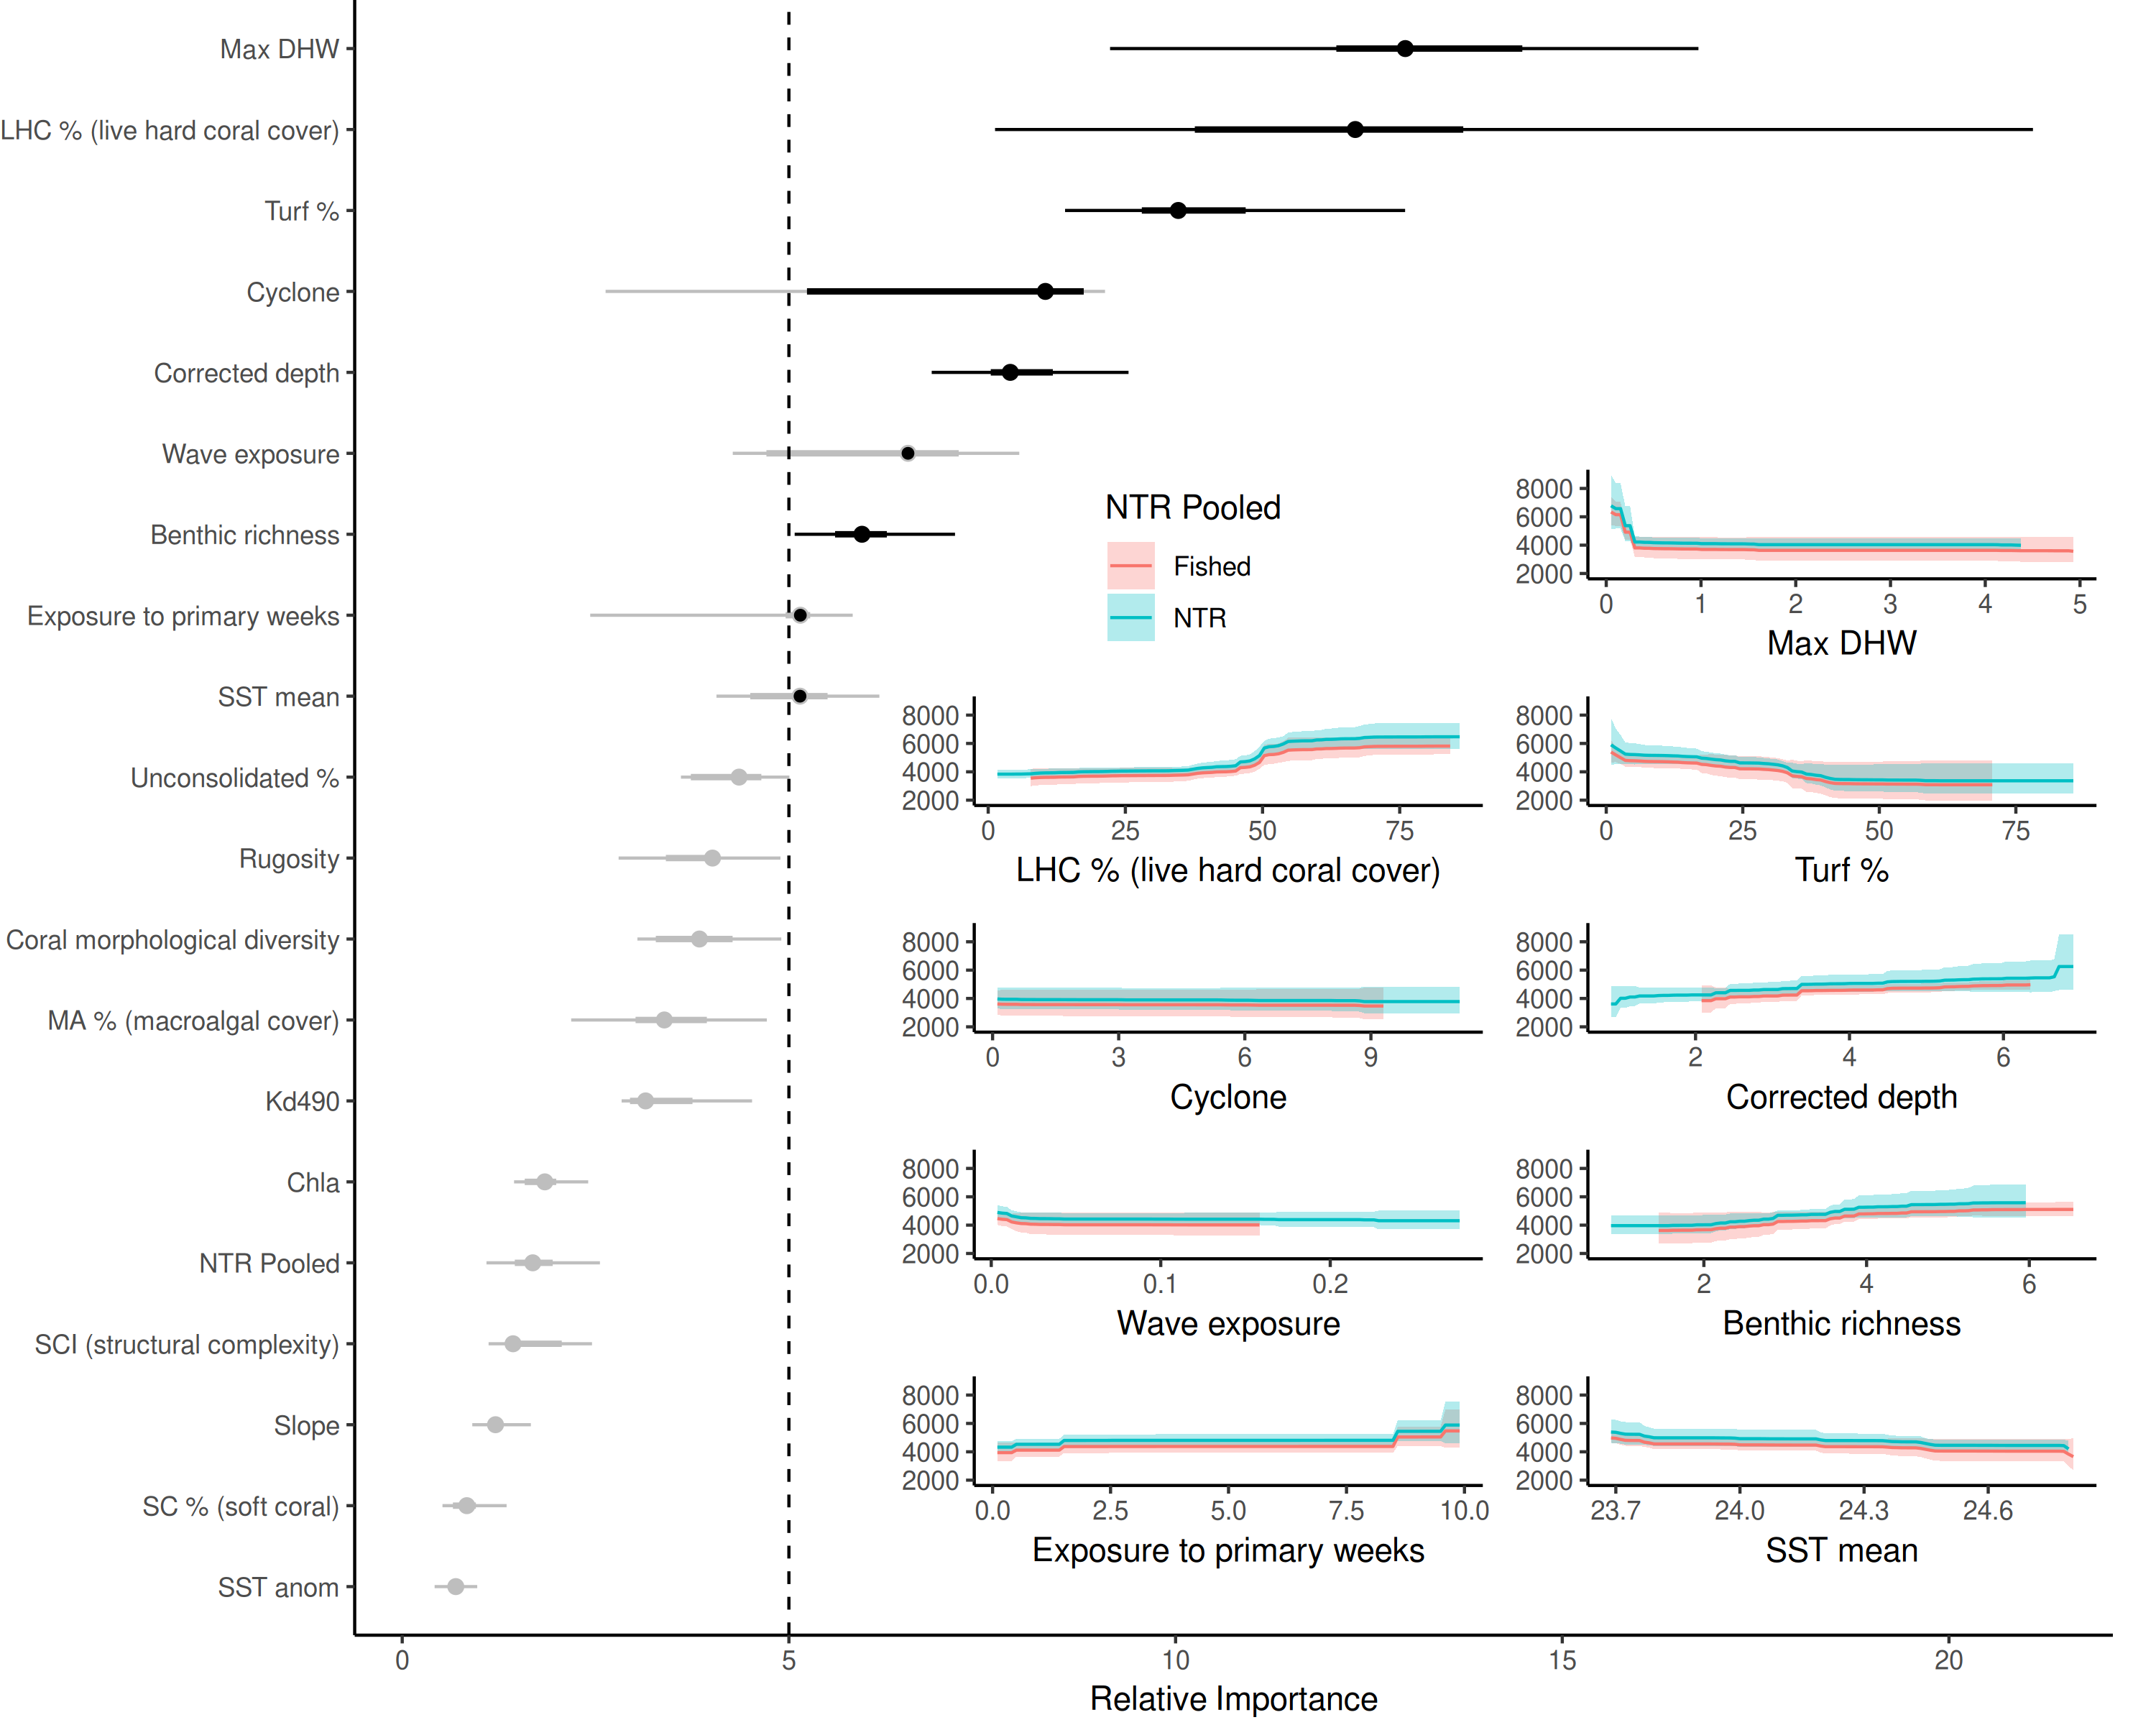 Max DHW
LHC % (live hard coral cover)
Turf %
Cyclone
Corrected depth
Wave exposure
Benthic richness
Exposure to primary weeks
SST mean
Unconsolidated %
Rugosity
Coral morphological diversity
MA % (macroalgal cover)
Kd490
Chla
NTR Pooled
SCI (structural complexity)
Slope
SC % (soft coral)
SST anom
0 5 10 15 20
Relative Importance
NTR Pooled
Fished
NTR
8000
6000
4000
2000
0 1 2 3 4 5
Max DHW
8000
6000
4000
2000
0 25 50 75
LHC % (live hard coral cover)
8000
6000
4000
2000
0 25 50 75
Turf %
8000
6000
4000
2000
0 3 6 9
Cyclone
8000
6000
4000
2000
2 4 6
Corrected depth
8000
6000
4000
2000
0.0 0.1 0.2
Wave exposure
8000
6000
4000
2000
2 4 6
Benthic richness
8000
6000
4000
2000
0.0 2.5 5.0 7.5 10.0
Exposure to primary weeks
8000
6000
4000
2000
23.7 24.0 24.3 24.6
SST mean